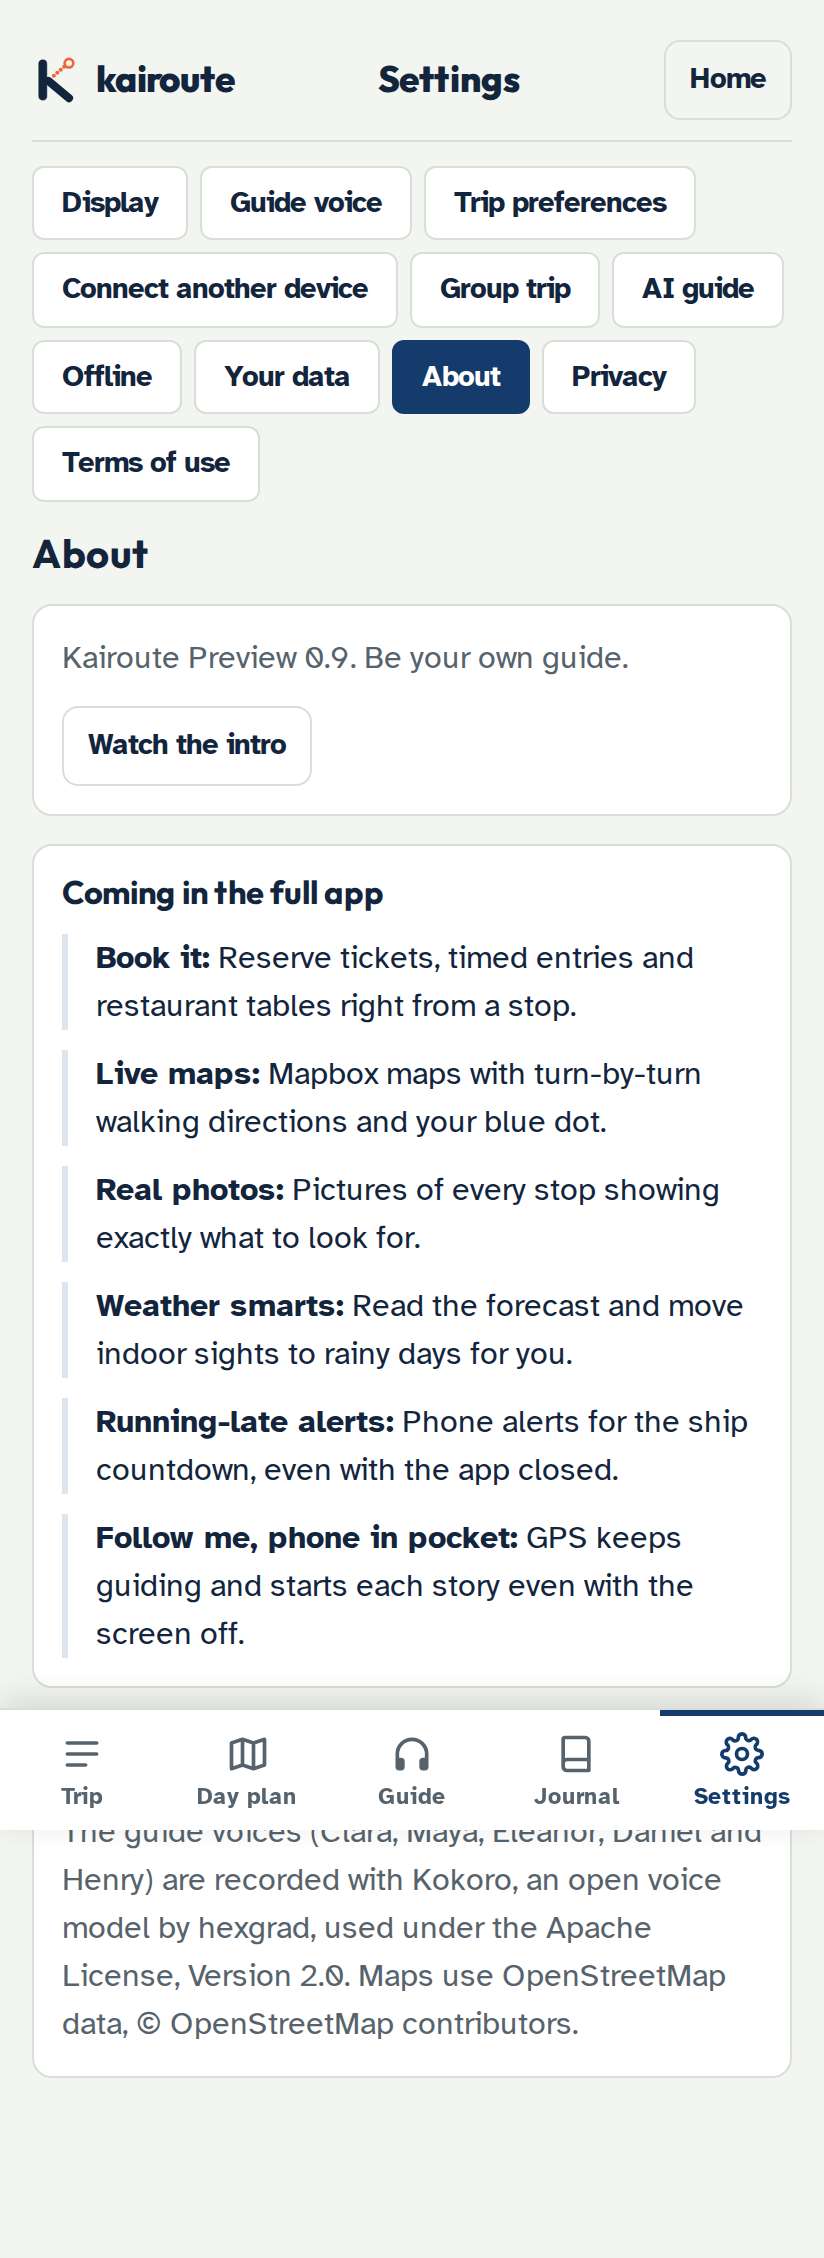 kairoute
Settings
Home
Display
Guide voice
Trip preferences
Connect another device
Group trip
AI guide
Offline
Your data
About
Privacy
Terms of use
About
Kairoute Preview 0.9. Be your own guide.
Watch the intro
Coming in the full app
Book it: Reserve tickets, timed entries and
restaurant tables right from a stop.
Live maps: Mapbox maps with turn-by-turn
walking directions and your blue dot.
Real photos: Pictures of every stop showing
exactly what to look for.
Weather smarts: Read the forecast and move
indoor sights to rainy days for you.
Running-late alerts: Phone alerts for the ship
countdown, even with the app closed.
Follow me, phone in pocket: GPS keeps
guiding and starts each story even with the
screen off.
Trip
Day plan
Guide
Journal
Settings
The guide voices (Clara, Maya, Eleanor, Daniel and
Henry) are recorded with Kokoro, an open voice
model by hexgrad, used under the Apache
License, Version 2.0. Maps use OpenStreetMap
data, © OpenStreetMap contributors.